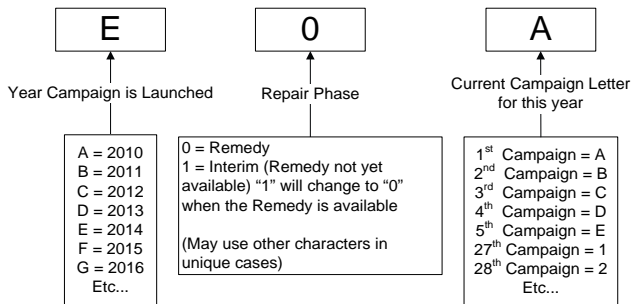 E
0
A
Year Campaign is Launched
Repair Phase
Current Campaign Letter
for this year
A = 2010
B = 2011
C = 2012
D = 2013
E = 2014
F = 2015
G = 2016
Etc...
0 = Remedy
1 = Interim (Remedy not yet
available) “1” will change to “0”
when the Remedy is available
(May use other characters in
unique cases)
1st Campaign = A
2nd Campaign = B
3rd Campaign = C
4th Campaign = D
5th Campaign = E
27th Campaign = 1
28th Campaign = 2
Etc...